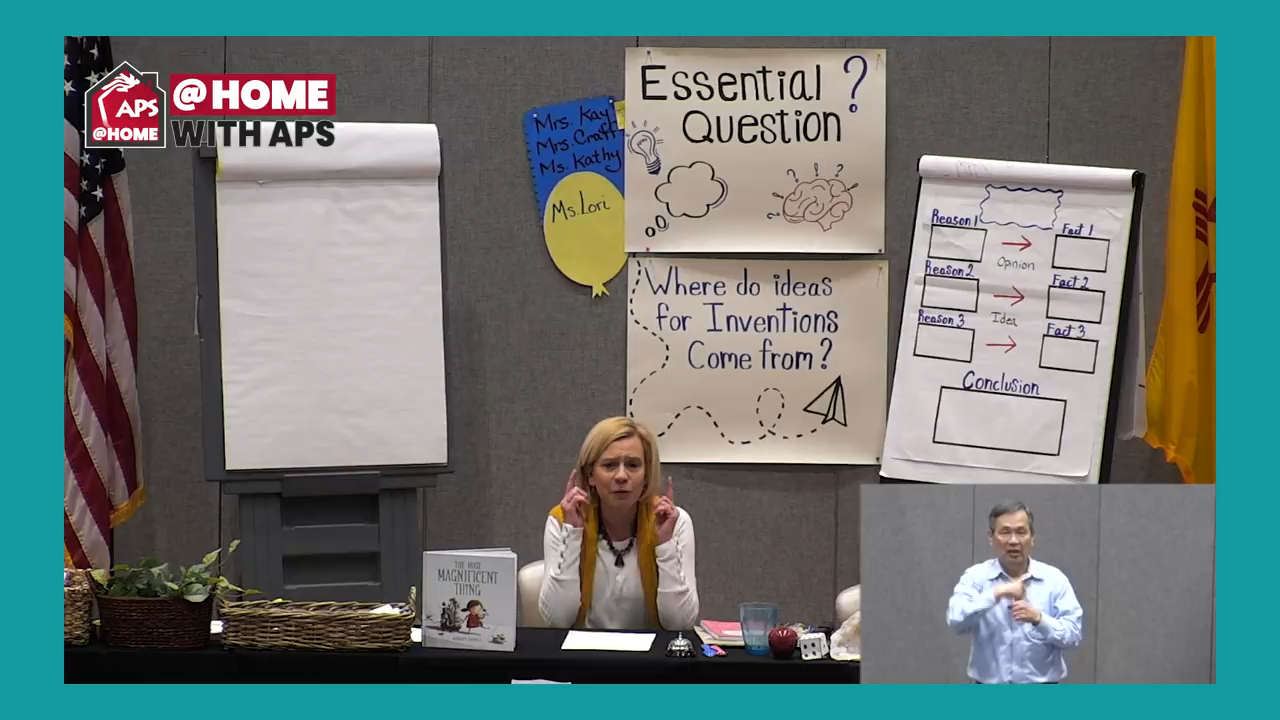 APS
@HOME
@HOME
WITH APS
Mrs. Kay
Mrs. Craft
Ms. Kathy
Ms. Lori
Essential ?
Question
Where do ideas
for Inventions
Come from?
Reason 1
Fact 1
Opinion
Reason 2
Fact 2
Idea
Reason 3
Fact 3
Conclusion
THE MOST
MAGNIFICENT
THING